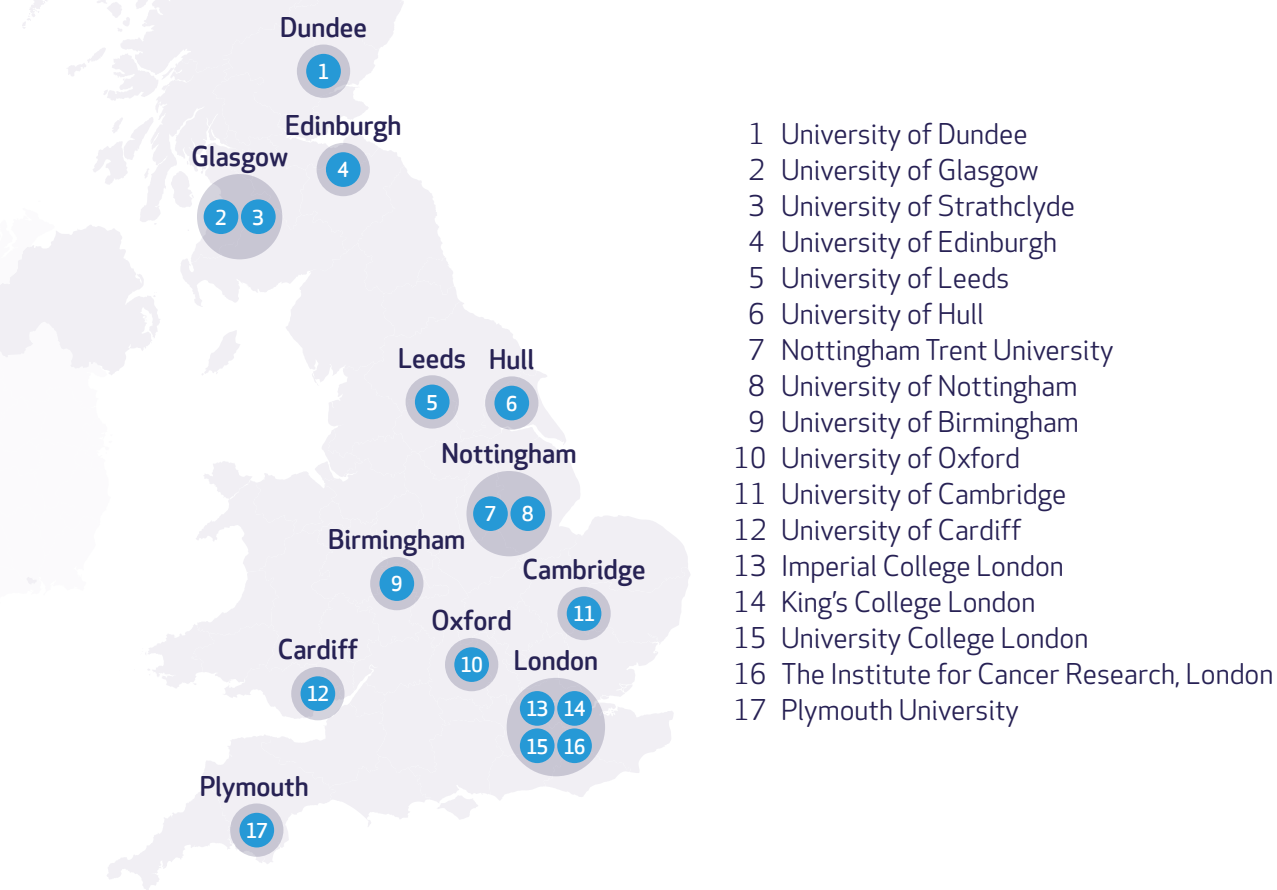 Dundee
1
Edinburgh
Glasgow
4
2 3
Leeds Hull
5 6
Nottingham
7 8
Birmingham
Cambridge
9
11
Oxford
10
London
Cardiff
12
13 14
15 16
Plymouth
17
1 University of Dundee
2 University of Glasgow
3 University of Strathclyde
4 University of Edinburgh
5 University of Leeds
6 University of Hull
7 Nottingham Trent University
8 University of Nottingham
9 University of Birmingham
10 University of Oxford
11 University of Cambridge
12 University of Cardiff
13 Imperial College London
14 King's College London
15 University College London
16 The Institute for Cancer Research, London
17 Plymouth University